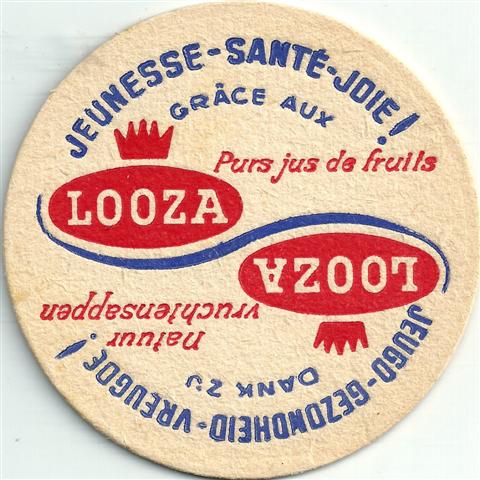 JEUNESSE-SANTÉ-JOIE!
GRÂCE AUX
Purs jus de fruits
LOOZA
LOOZA
natuur
vruchtensappen
DANK ZIJ
JEUGD-GEZONDHEID-VREUGDE!